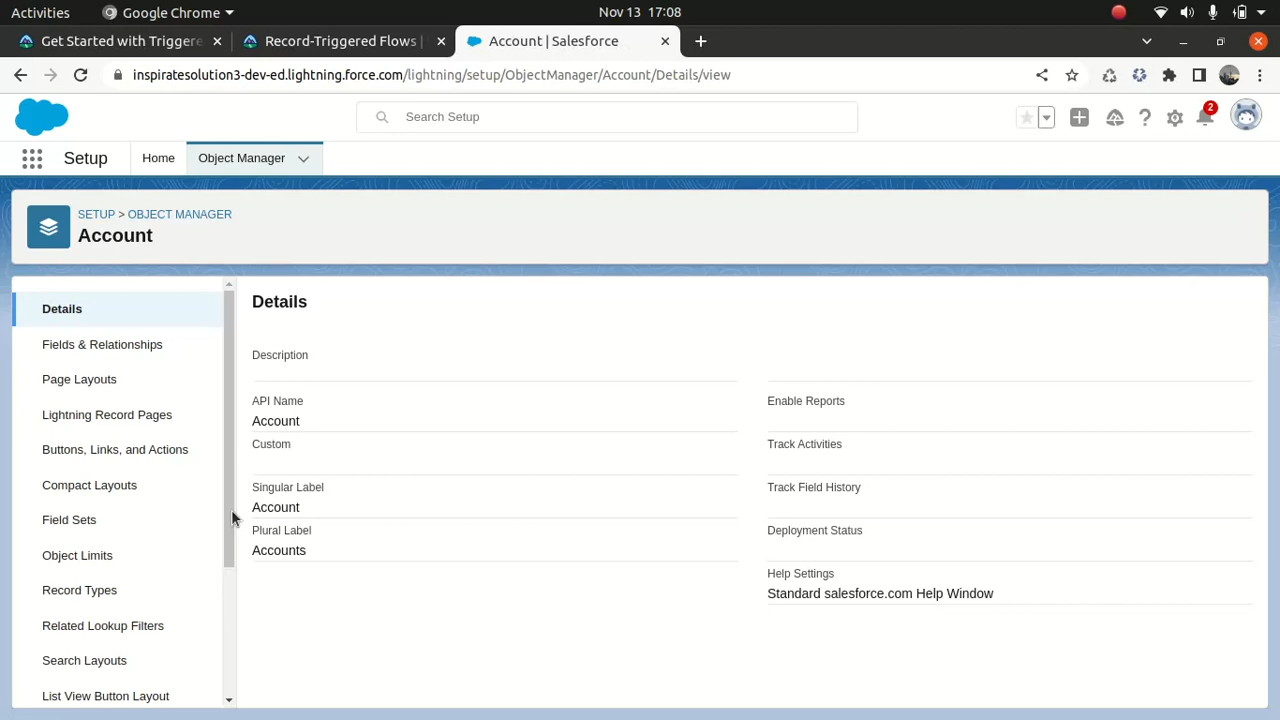 Activities
Google Chrome
Nov 13 17:08
Get Started with Triggere
Record-Triggered Flows |
Account | Salesforce
inspiratesolution3-dev-ed.lightning.force.com/lightning/setup/ObjectManager/Account/Details/view
Search Setup
2
Setup
Home
Object Manager
SETUP > OBJECT MANAGER
Account
Details
Fields & Relationships
Page Layouts
Lightning Record Pages
Buttons, Links, and Actions
Compact Layouts
Field Sets
Object Limits
Record Types
Related Lookup Filters
Search Layouts
List View Button Layout
Details
Description
API Name
Account
Custom
Singular Label
Account
Plural Label
Accounts
Enable Reports
Track Activities
Track Field History
Deployment Status
Help Settings
Standard salesforce.com Help Window